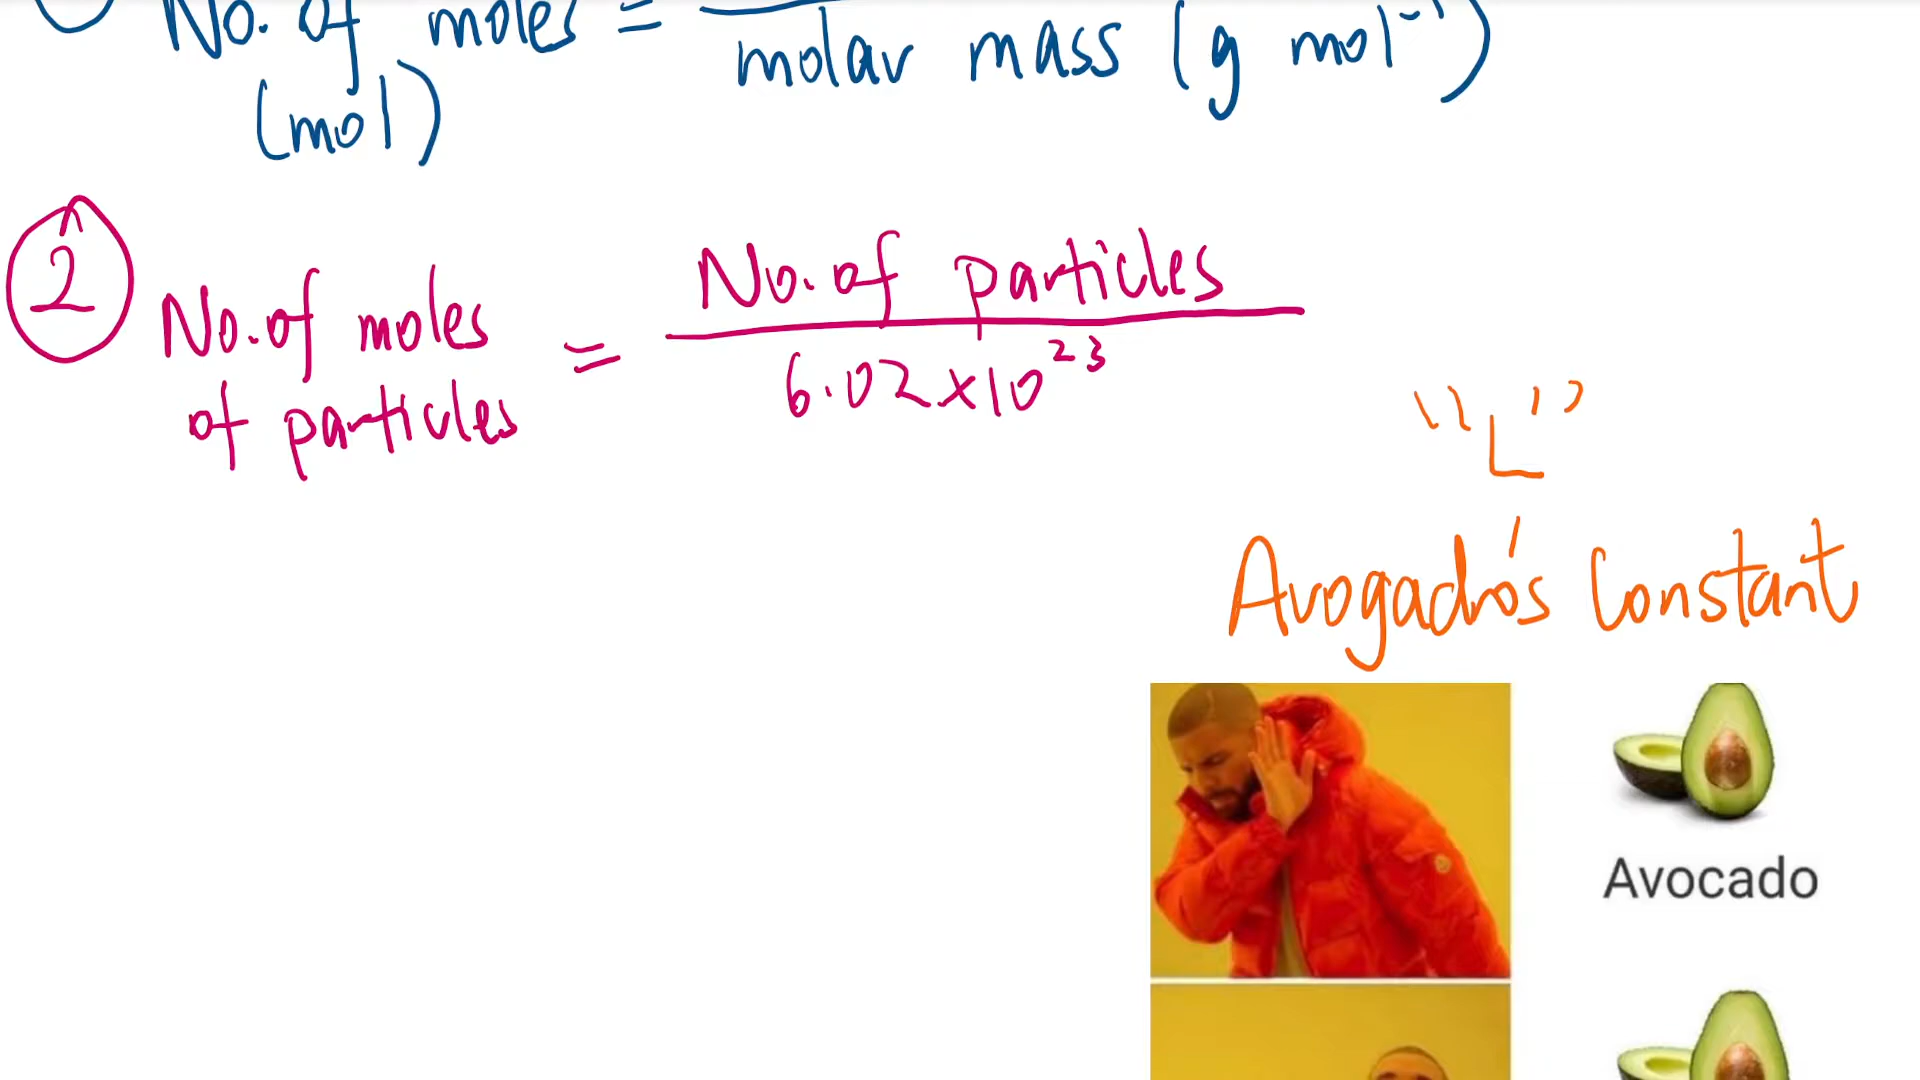 No. of moles =
molar mass (g mol⁻¹)
(mol)
2
No. of particles
No. of moles
of particles
=
6.02 x 10²³
"L"
Avogadro's Constant
Avocado